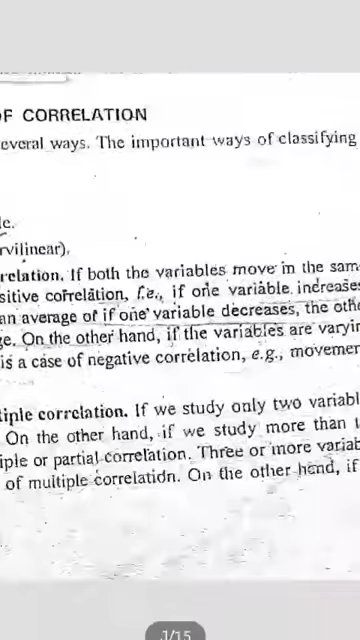 OF CORRELATION
everal ways. The important ways of classifying
le.
rvilinear).
relation. If both the variables move in the sam
sitive correlation, i.e., if one variable increases
an average of if one variable decreases, the othe
ge. On the other hand, if the variables are varyin
is a case of negative correlation, e.g., movemen
tiple correlation. If we study only two variabl
On the other hand, if we study more than t
iple or partial correlation. Three or more variab
of multiple correlation. On the other hend, if
1/15